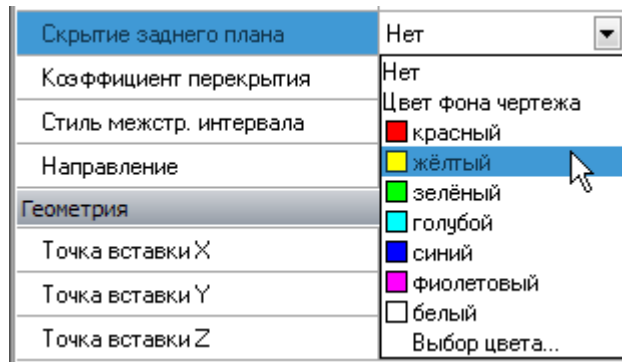 Скрытие заднего плана Нет
Нет
Коэффициент перекрытия
Цвет фона чертежа
Стиль межстр. интервала
красный
Направление
жёлтый
зелёный
Геометрия
голубой
Точка вставки X
синий
Точка вставки Y
фиолетовый
белый
Точка вставки Z
Выбор цвета...